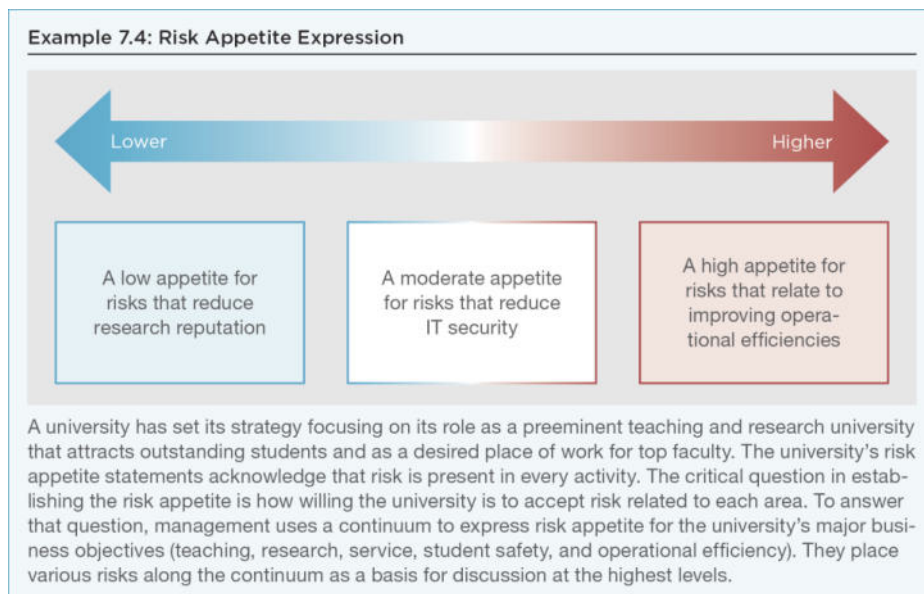 Example 7.4: Risk Appetite Expression
Lower
Higher
A low appetite for
risks that reduce
research reputation
A moderate appetite
for risks that reduce
IT security
A high appetite for
risks that relate to
improving opera-
tional efficiencies
A university has set its strategy focusing on its role as a preeminent teaching and research university
that attracts outstanding students and as a desired place of work for top faculty. The university's risk
appetite statements acknowledge that risk is present in every activity. The critical question in estab-
lishing the risk appetite is how willing the university is to accept risk related to each area. To answer
that question, management uses a continuum to express risk appetite for the university's major busi-
ness objectives (teaching, research, service, student safety, and operational efficiency). They place
various risks along the continuum as a basis for discussion at the highest levels.